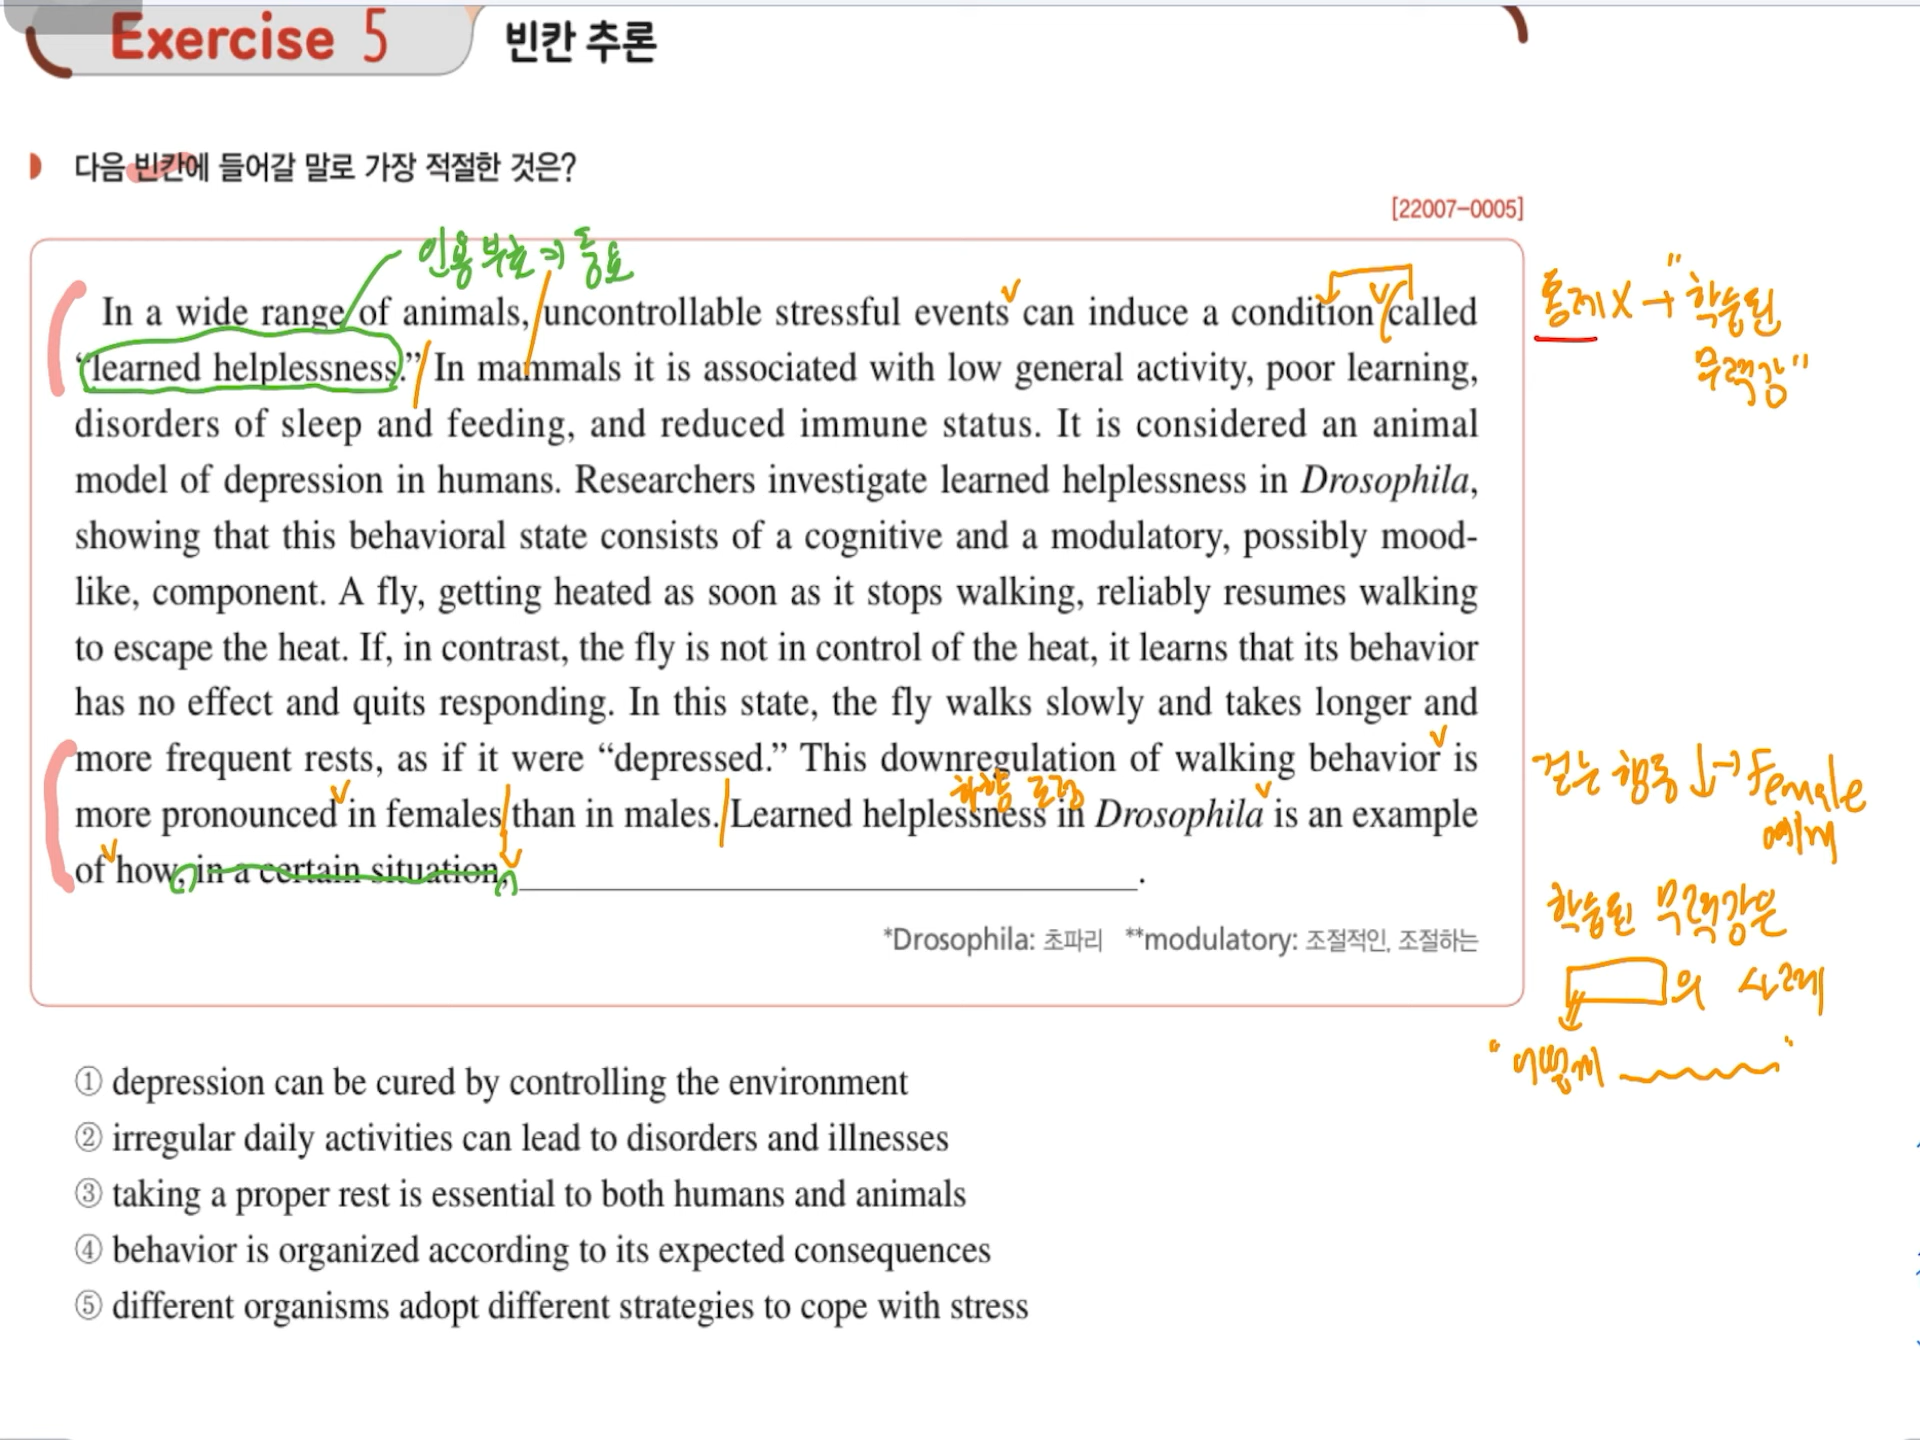 Exercise 5 빈칸 추론
다음 빈칸에 들어갈 말로 가장 적절한 것은?
[22007-0005]
인용부호 => 중요
In a wide range of animals, uncontrollable stressful events can induce a condition called
“learned helplessness.” In mammals it is associated with low general activity, poor learning,
disorders of sleep and feeding, and reduced immune status. It is considered an animal
model of depression in humans. Researchers investigate learned helplessness in Drosophila,
showing that this behavioral state consists of a cognitive and a modulatory, possibly mood-
like, component. A fly, getting heated as soon as it stops walking, reliably resumes walking
to escape the heat. If, in contrast, the fly is not in control of the heat, it learns that its behavior
has no effect and quits responding. In this state, the fly walks slowly and takes longer and
more frequent rests, as if it were “depressed.” This downregulation of walking behavior is
하향 조정
more pronounced in females than in males. Learned helplessness in Drosophila is an example
of how, in a certain situation, ______________________________.
*Drosophila: 초파리 **modulatory: 조절적인, 조절하는
통제 X → "학습된
무력감"
걷는 행동 ↓ → Female
에게
학습된 무력감은
의 사례
"어떻게 "
① depression can be cured by controlling the environment
② irregular daily activities can lead to disorders and illnesses
③ taking a proper rest is essential to both humans and animals
④ behavior is organized according to its expected consequences
⑤ different organisms adopt different strategies to cope with stress